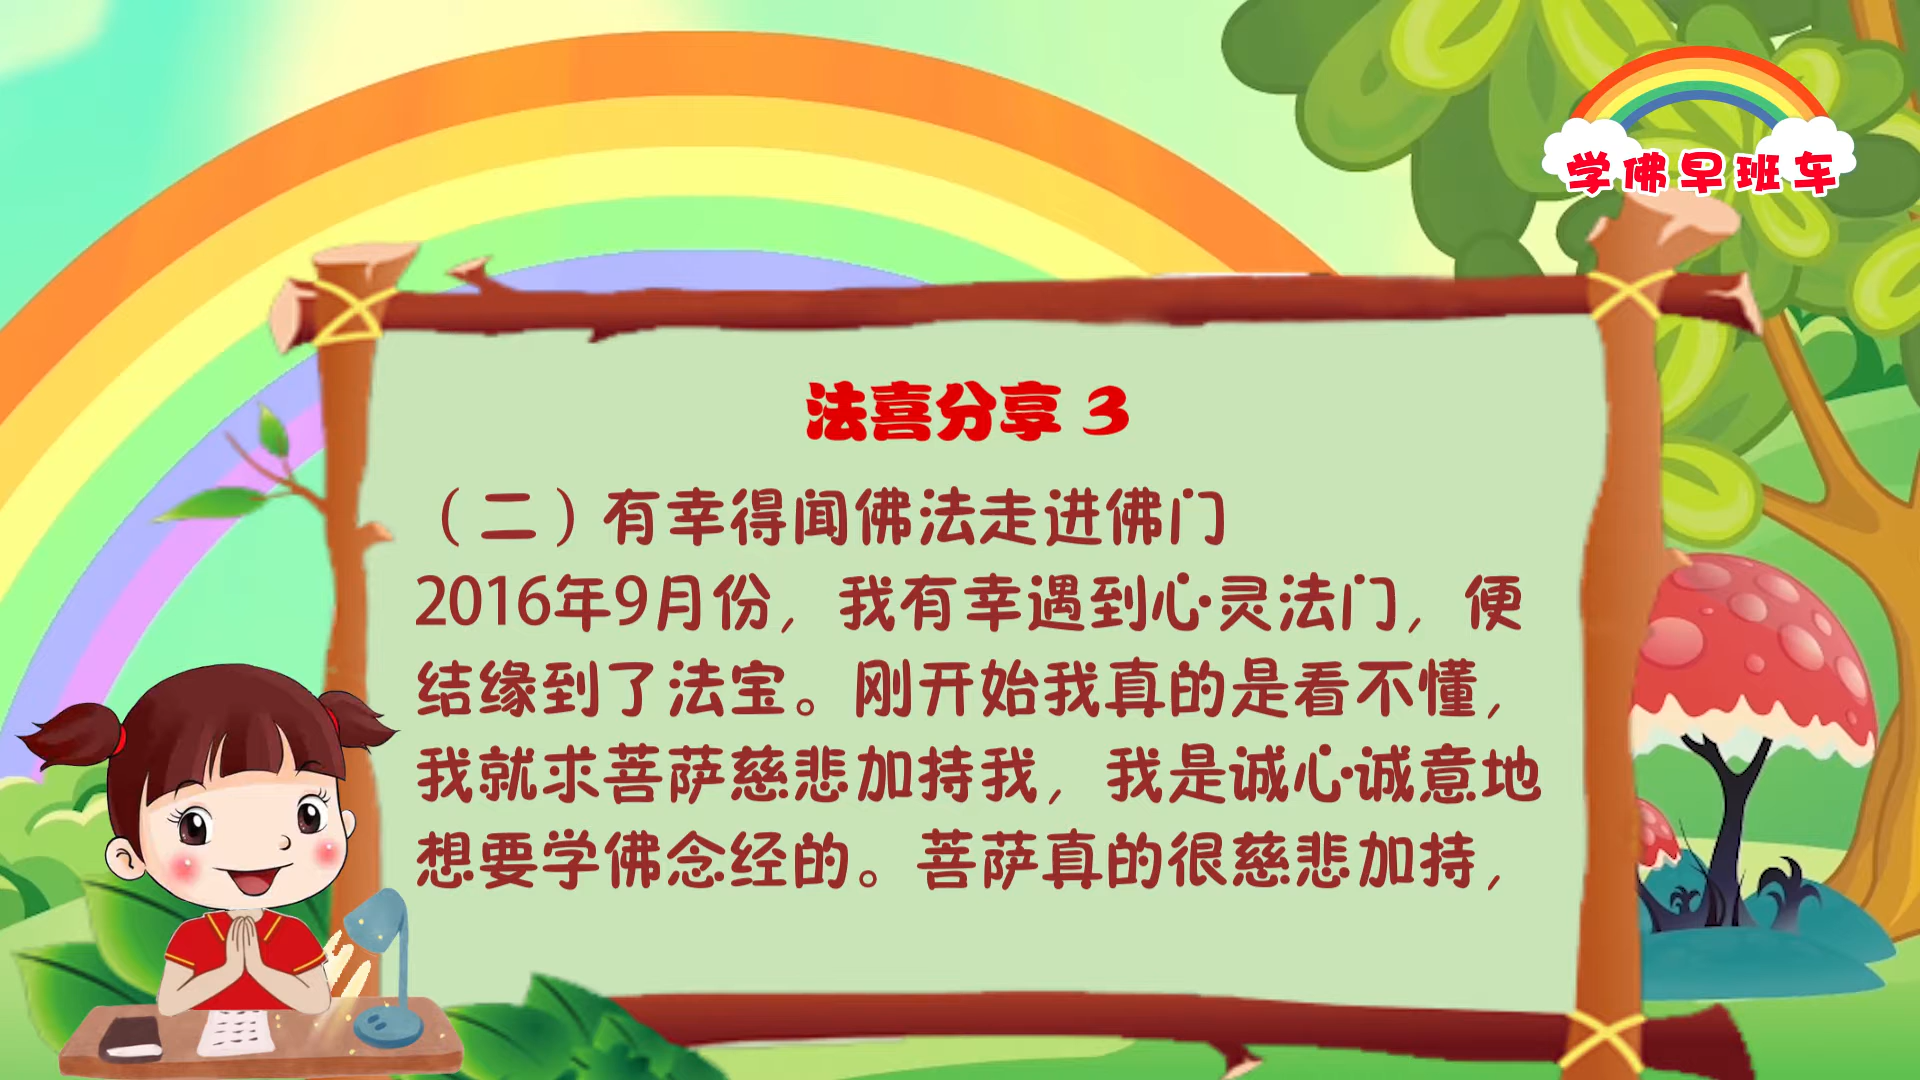 学佛早班车
法喜分享 3
（二）有幸得闻佛法走进佛门
2016年9月份，我有幸遇到心灵法门，便
结缘到了法宝。刚开始我真的是看不懂，
我就求菩萨慈悲加持我，我是诚心诚意地
想要学佛念经的。菩萨真的很慈悲加持，